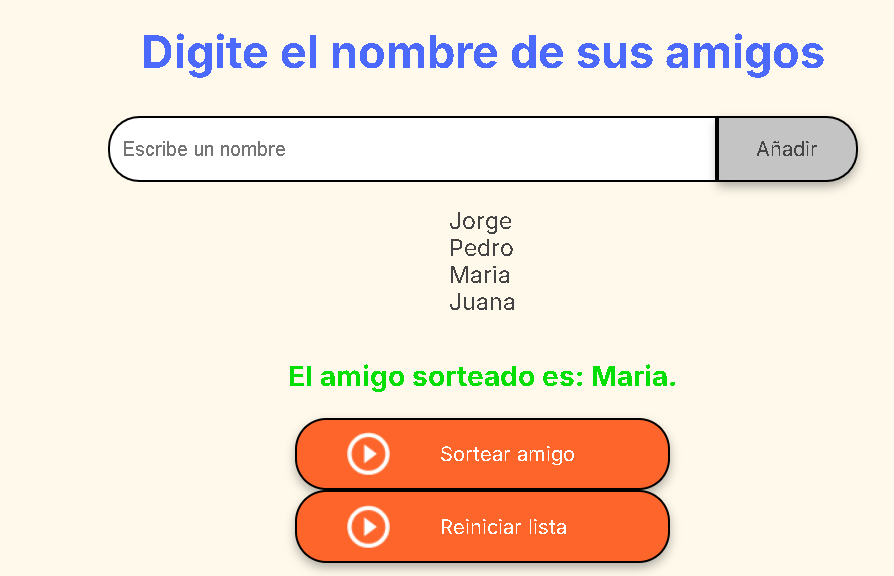 Digite el nombre de sus amigos
Escribe un nombre
Añadir
Jorge
Pedro
Maria
Juana
El amigo sorteado es: Maria.
Sortear amigo
Reiniciar lista